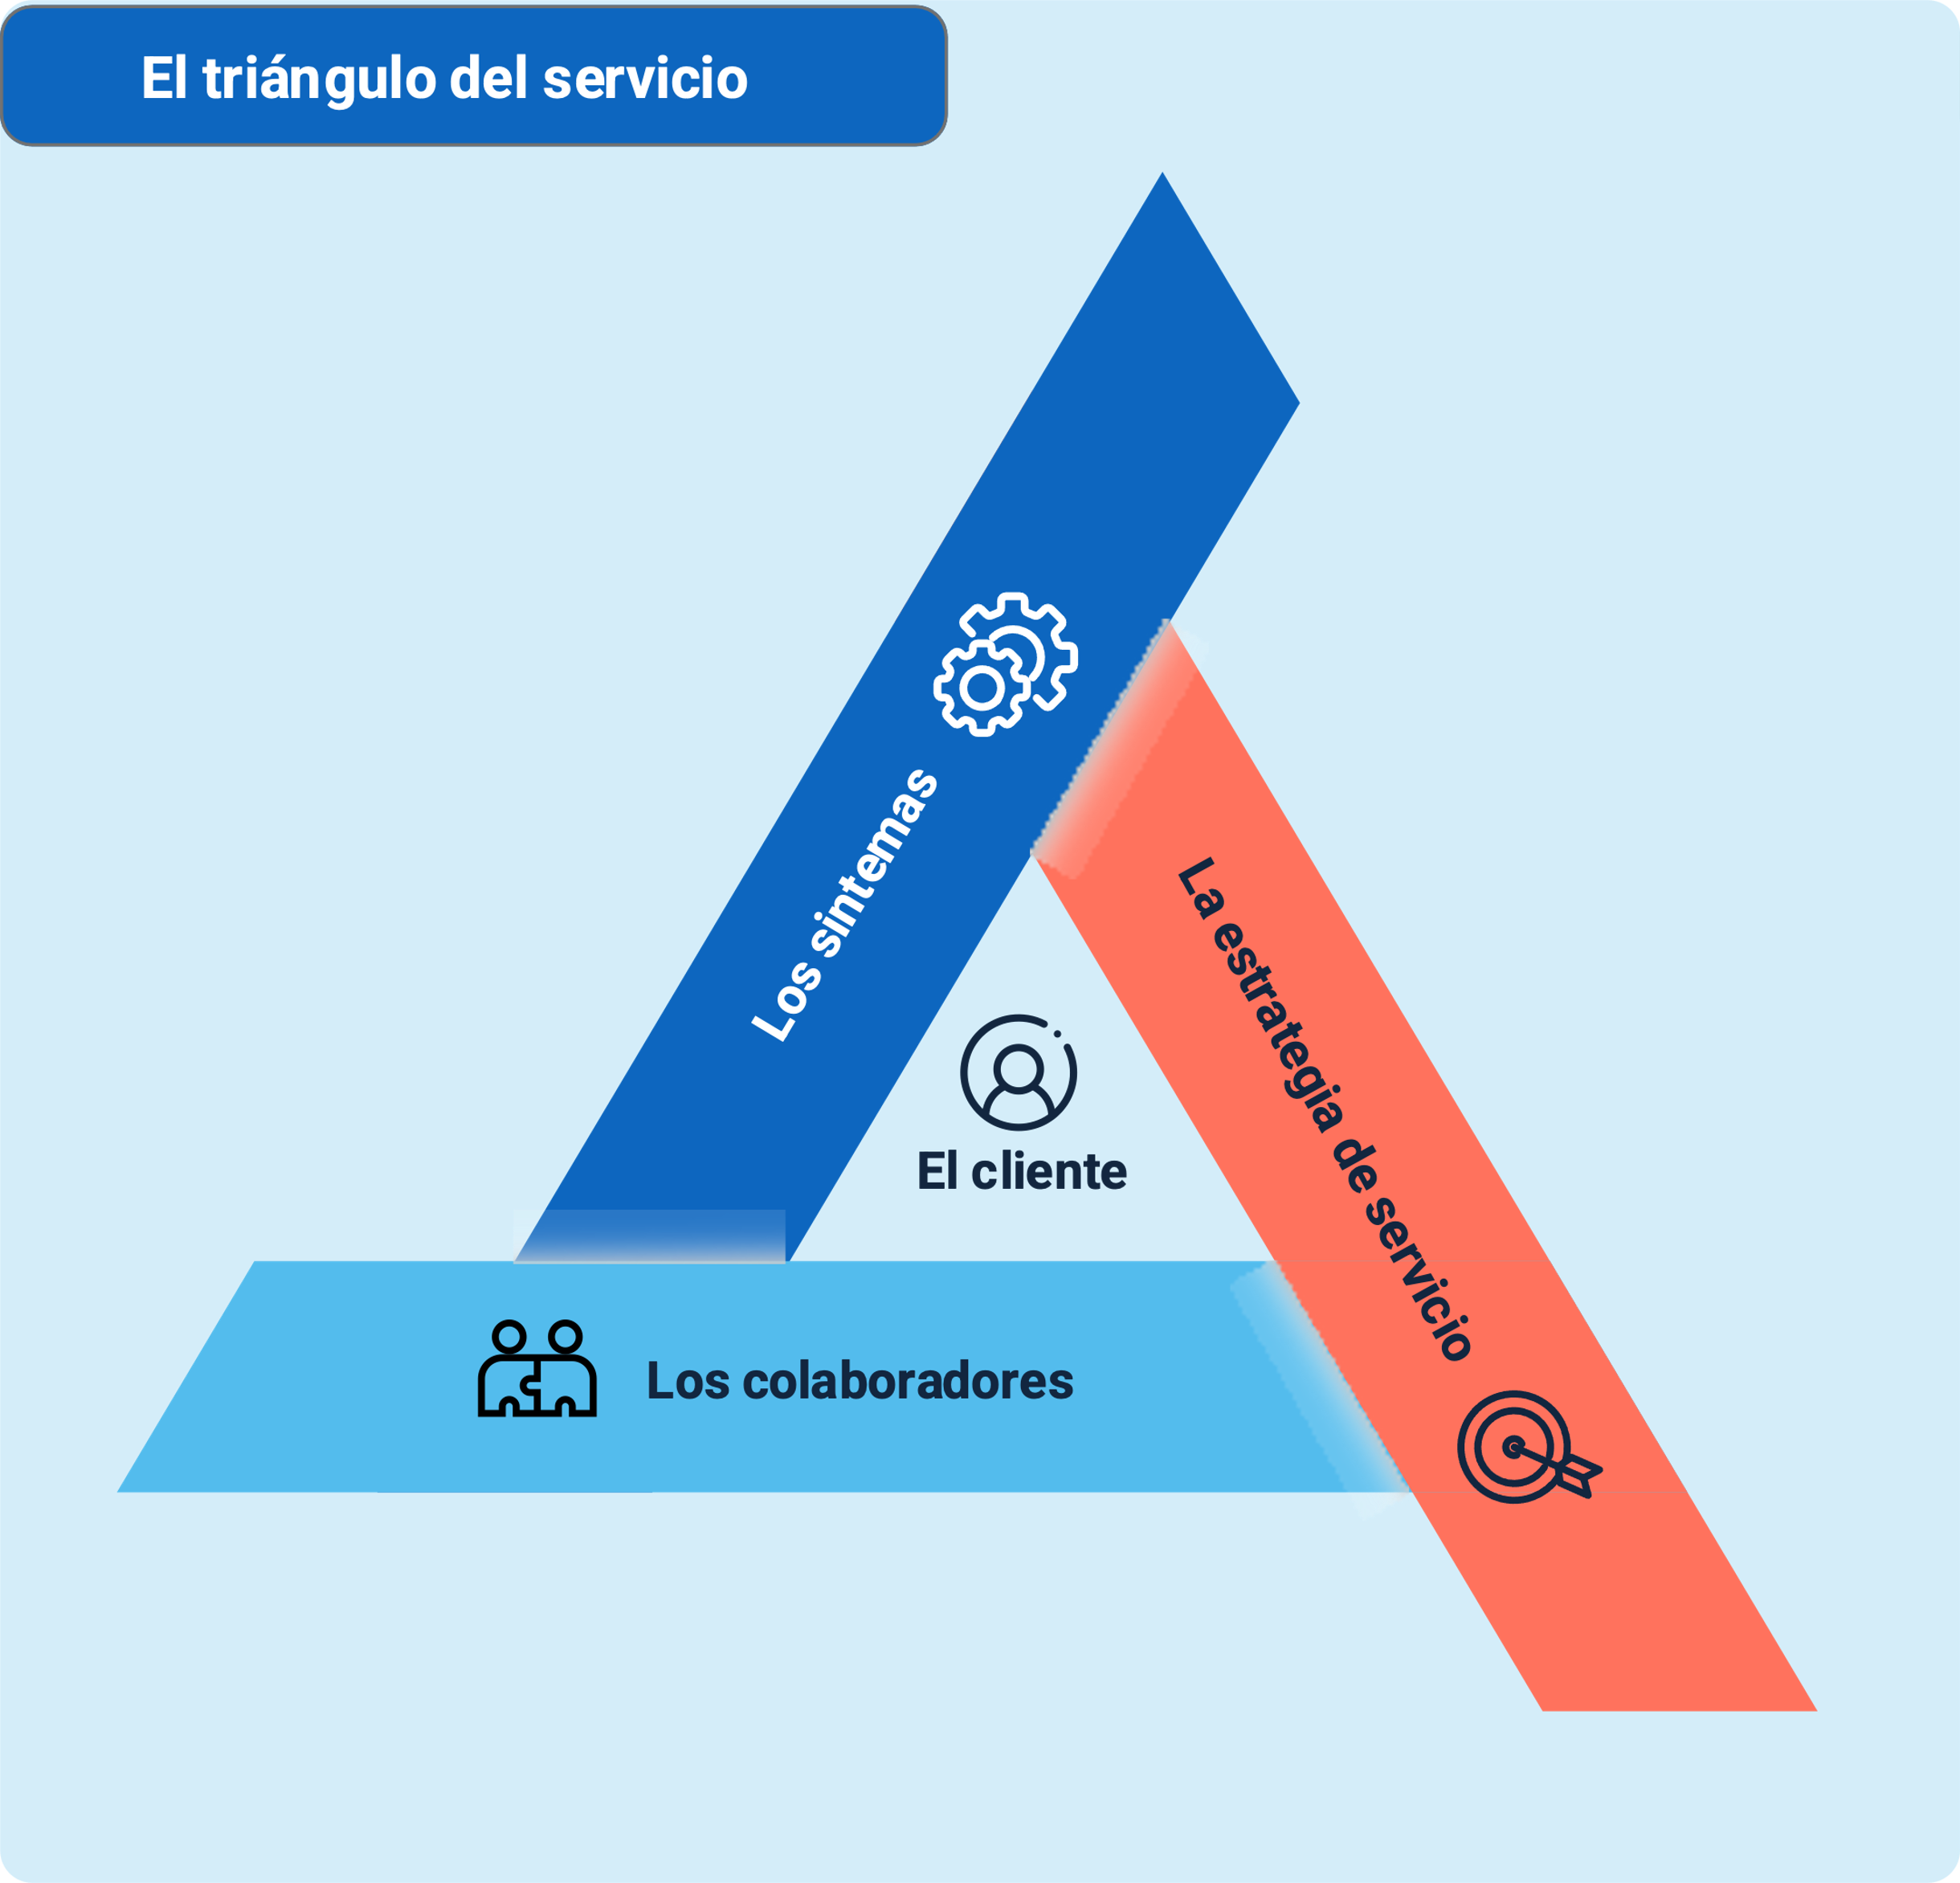 El triángulo del servicio
Los sintemas
La estrategia de servicio
El cliente
Los colaboradores